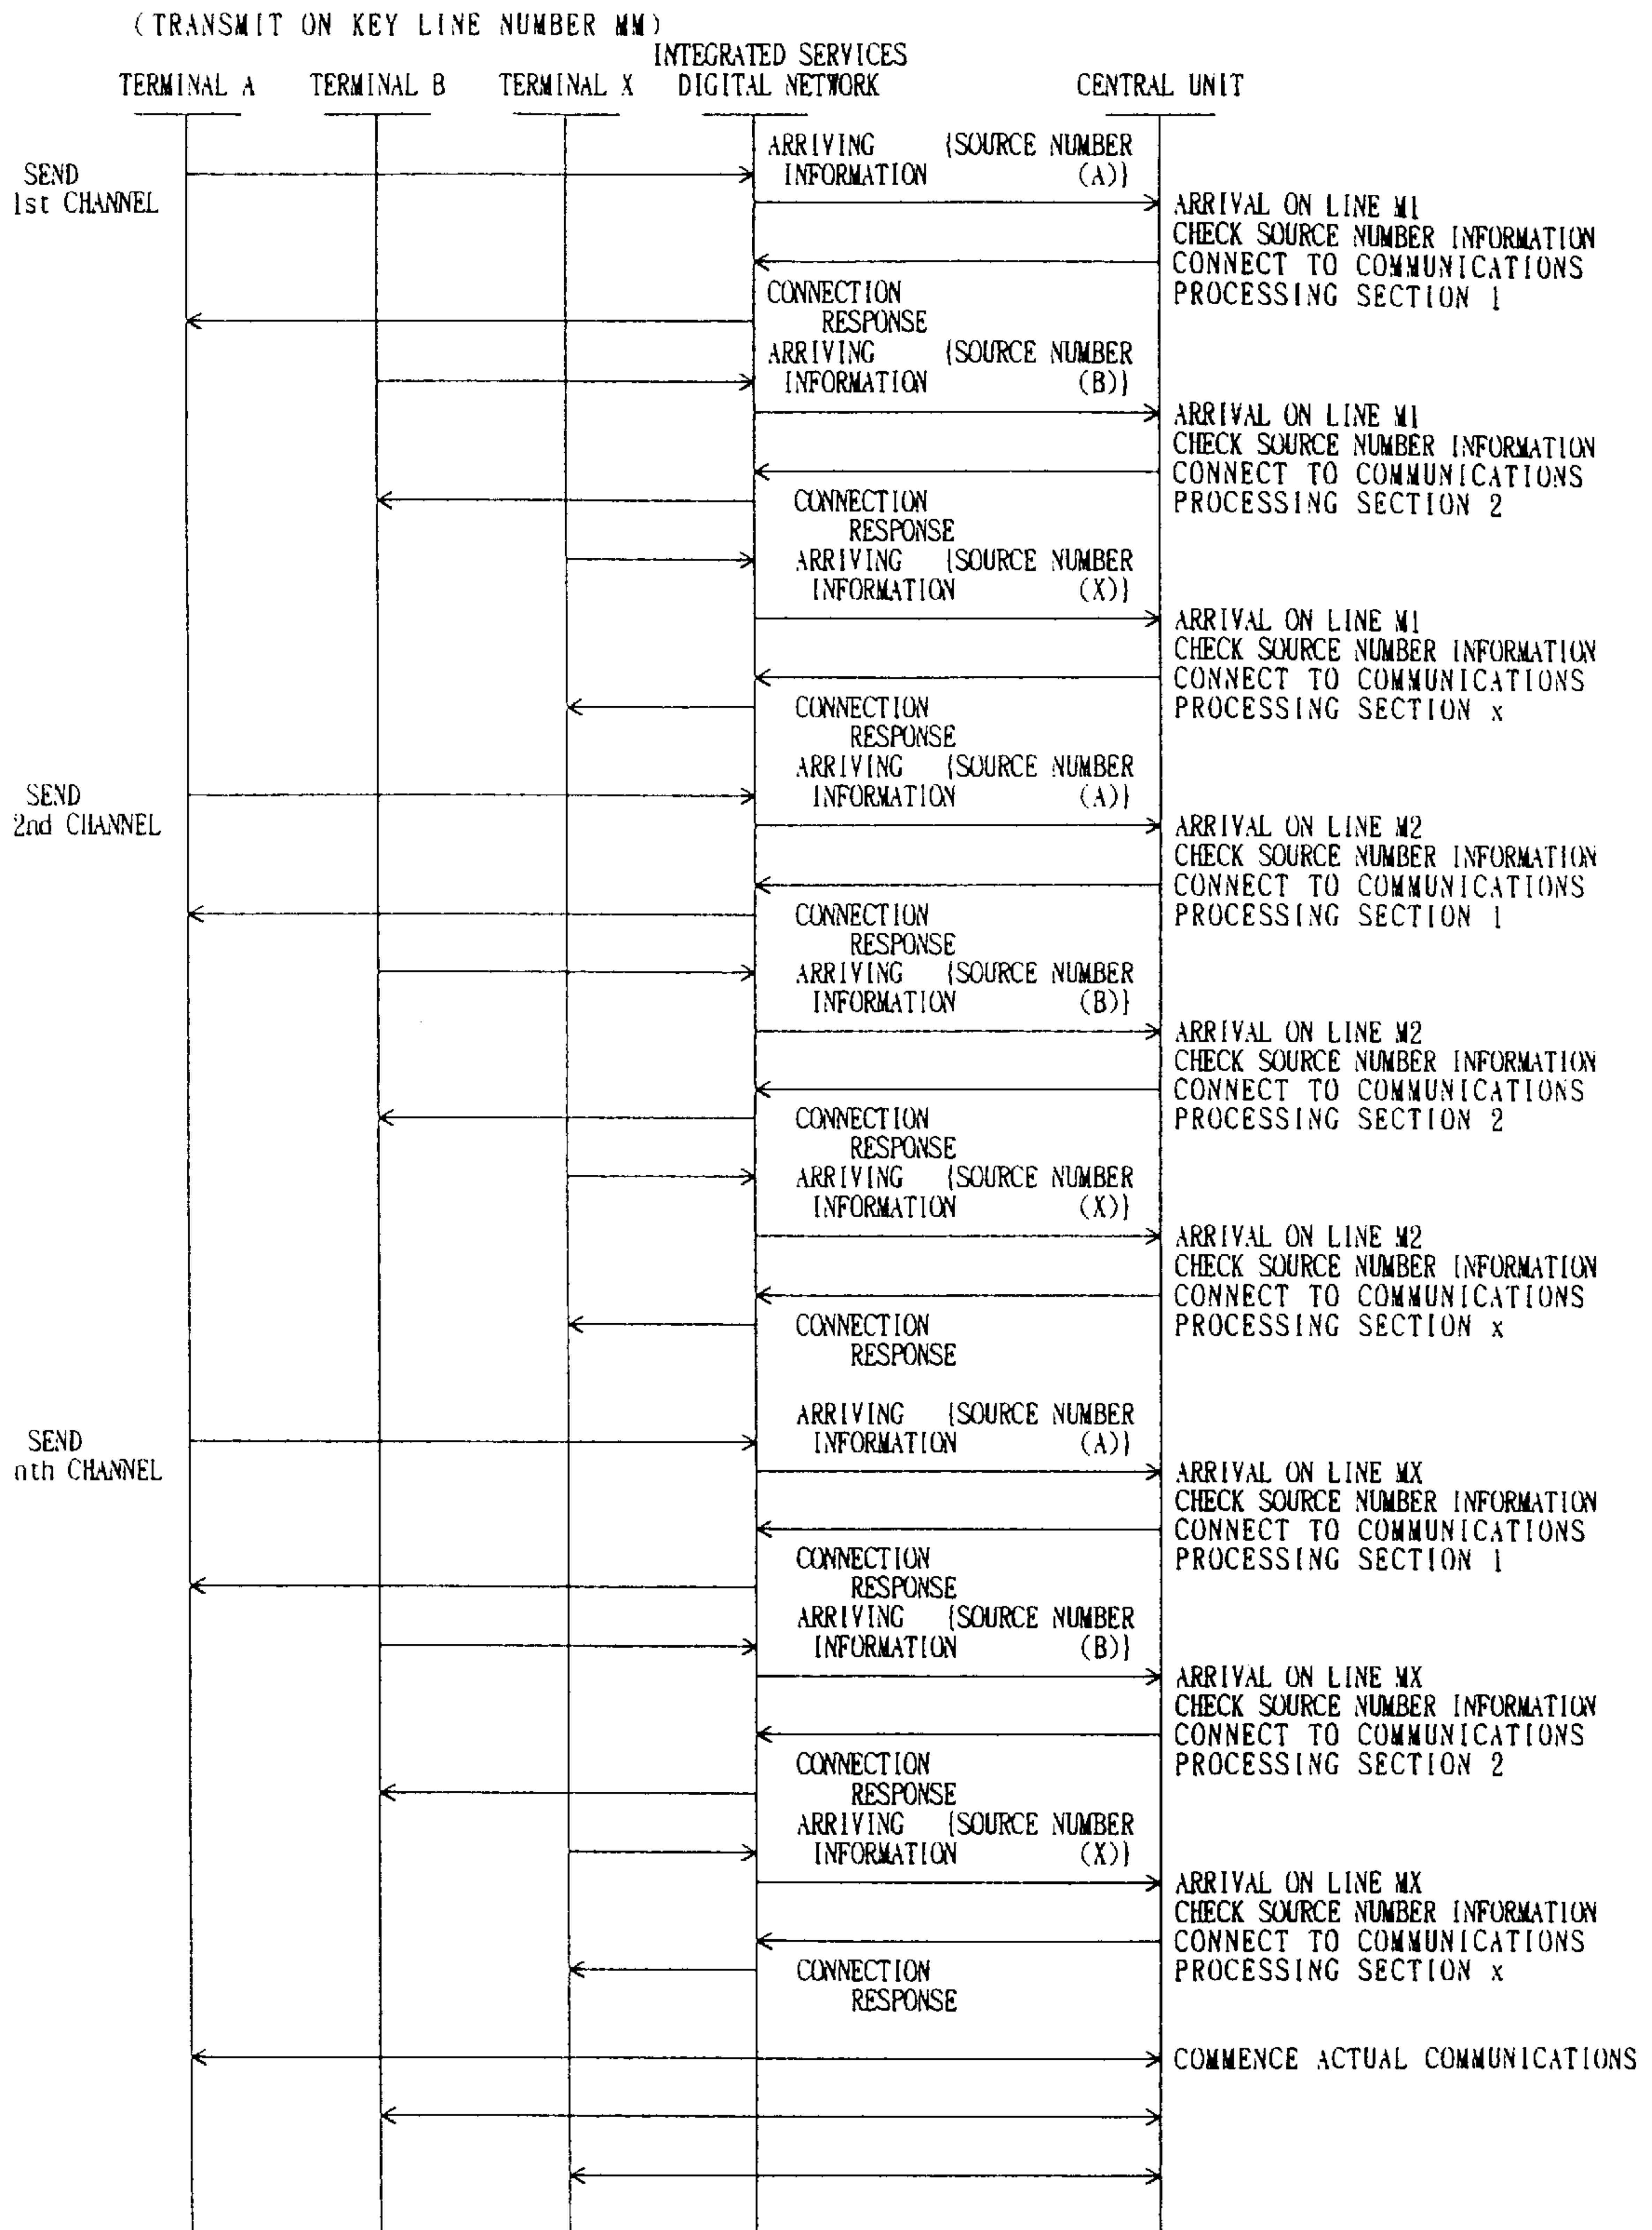 (TRANSMIT ON KEY LINE NUMBER MM)
INTEGRATED SERVICES
TERMINAL A TERMINAL B TERMINAL X DIGITAL NETWORK CENTRAL UNIT
ARRIVING {SOURCE NUMBER
SEND INFORMATION (A)}
1st CHANNEL ARRIVAL ON LINE M1
CHECK SOURCE NUMBER INFORMATION
CONNECT TO COMMUNICATIONS
CONNECTION PROCESSING SECTION 1
RESPONSE
ARRIVING {SOURCE NUMBER
INFORMATION (B)}
ARRIVAL ON LINE M1
CHECK SOURCE NUMBER INFORMATION
CONNECT TO COMMUNICATIONS
CONNECTION PROCESSING SECTION 2
RESPONSE
ARRIVING {SOURCE NUMBER
INFORMATION (X)}
ARRIVAL ON LINE M1
CHECK SOURCE NUMBER INFORMATION
CONNECT TO COMMUNICATIONS
CONNECTION PROCESSING SECTION x
RESPONSE
ARRIVING {SOURCE NUMBER
SEND INFORMATION (A)}
2nd CHANNEL ARRIVAL ON LINE M2
CHECK SOURCE NUMBER INFORMATION
CONNECT TO COMMUNICATIONS
CONNECTION PROCESSING SECTION 1
RESPONSE
ARRIVING {SOURCE NUMBER
INFORMATION (B)}
ARRIVAL ON LINE M2
CHECK SOURCE NUMBER INFORMATION
CONNECT TO COMMUNICATIONS
CONNECTION PROCESSING SECTION 2
RESPONSE
ARRIVING {SOURCE NUMBER
INFORMATION (X)}
ARRIVAL ON LINE M2
CHECK SOURCE NUMBER INFORMATION
CONNECT TO COMMUNICATIONS
CONNECTION PROCESSING SECTION x
RESPONSE
ARRIVING {SOURCE NUMBER
SEND INFORMATION (A)}
nth CHANNEL ARRIVAL ON LINE MX
CHECK SOURCE NUMBER INFORMATION
CONNECT TO COMMUNICATIONS
CONNECTION PROCESSING SECTION 1
RESPONSE
ARRIVING {SOURCE NUMBER
INFORMATION (B)}
ARRIVAL ON LINE MX
CHECK SOURCE NUMBER INFORMATION
CONNECT TO COMMUNICATIONS
CONNECTION PROCESSING SECTION 2
RESPONSE
ARRIVING {SOURCE NUMBER
INFORMATION (X)}
ARRIVAL ON LINE MX
CHECK SOURCE NUMBER INFORMATION
CONNECT TO COMMUNICATIONS
CONNECTION PROCESSING SECTION x
RESPONSE
COMMENCE ACTUAL COMMUNICATIONS